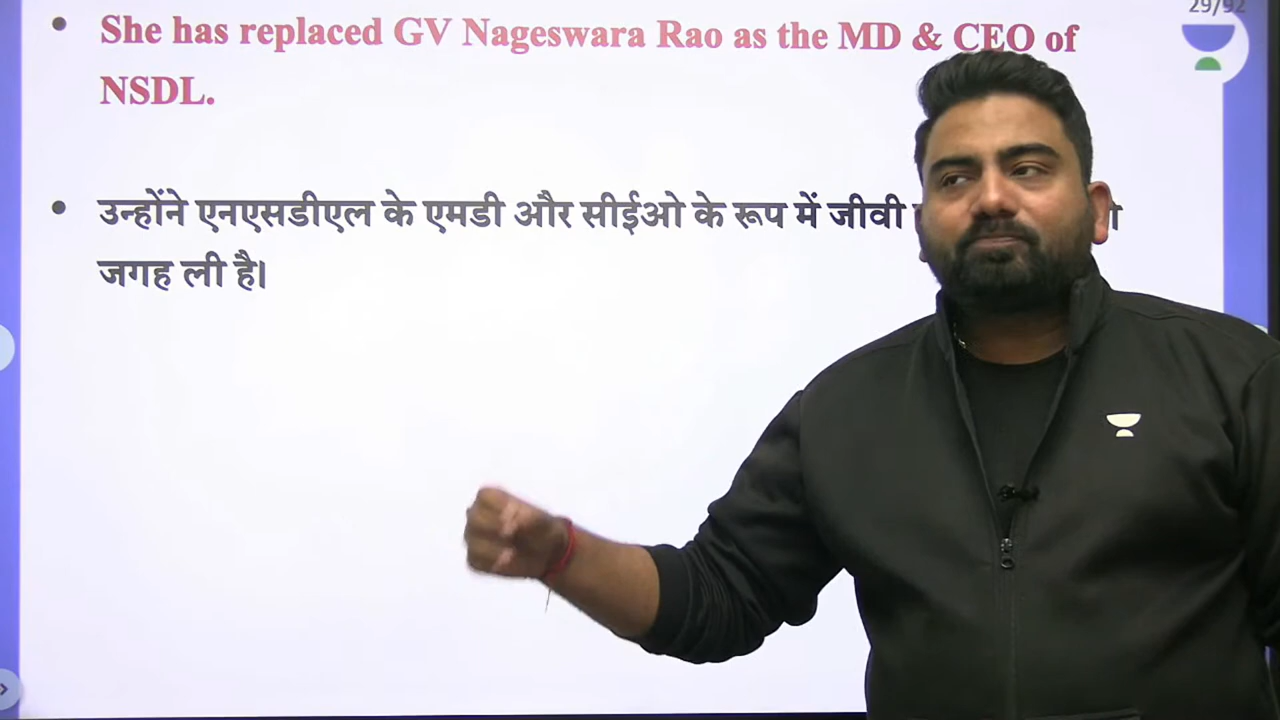 29/92
She has replaced GV Nageswara Rao as the MD & CEO of
NSDL.
उन्होंने एनएसडीएल के एमडी और सीईओ के रूप में जीवी
जगह ली है।